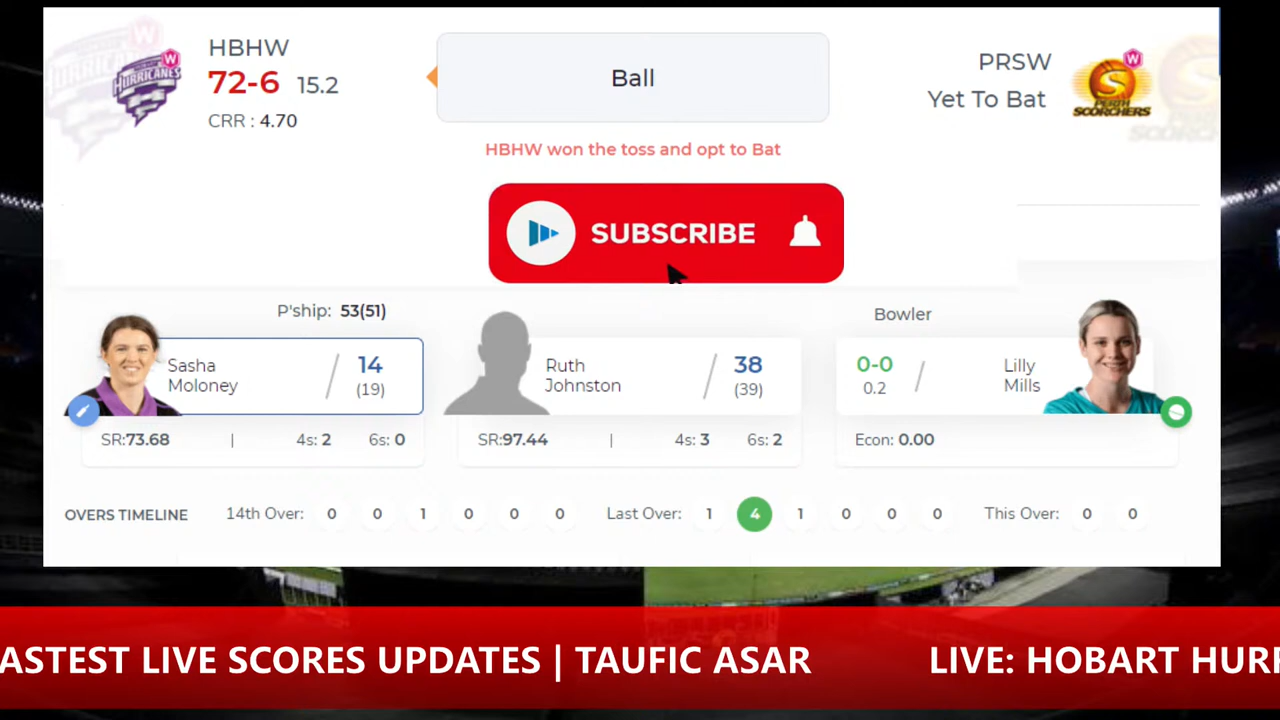 HBHW
72-6 15.2
CRR : 4.70
Ball
HBHW won the toss and opt to Bat
PRSW
Yet To Bat
W
HURRICANES
W
PERTH
SCORCHERS
SUBSCRIBE
P'ship: 53(51)
Bowler
Sasha
Moloney
14
(19)
Ruth
Johnston
38
(39)
0-0
0.2
Lilly
Mills
SR:73.68 | 4s: 2 6s: 0
SR:97.44 | 4s: 3 6s: 2
Econ: 0.00
OVERS TIMELINE 14th Over: 0 0 1 0 0 0 Last Over: 1 4 1 0 0 0 This Over: 0 0
ASTEST LIVE SCORES UPDATES | TAUFIC ASAR LIVE: HOBART HURR